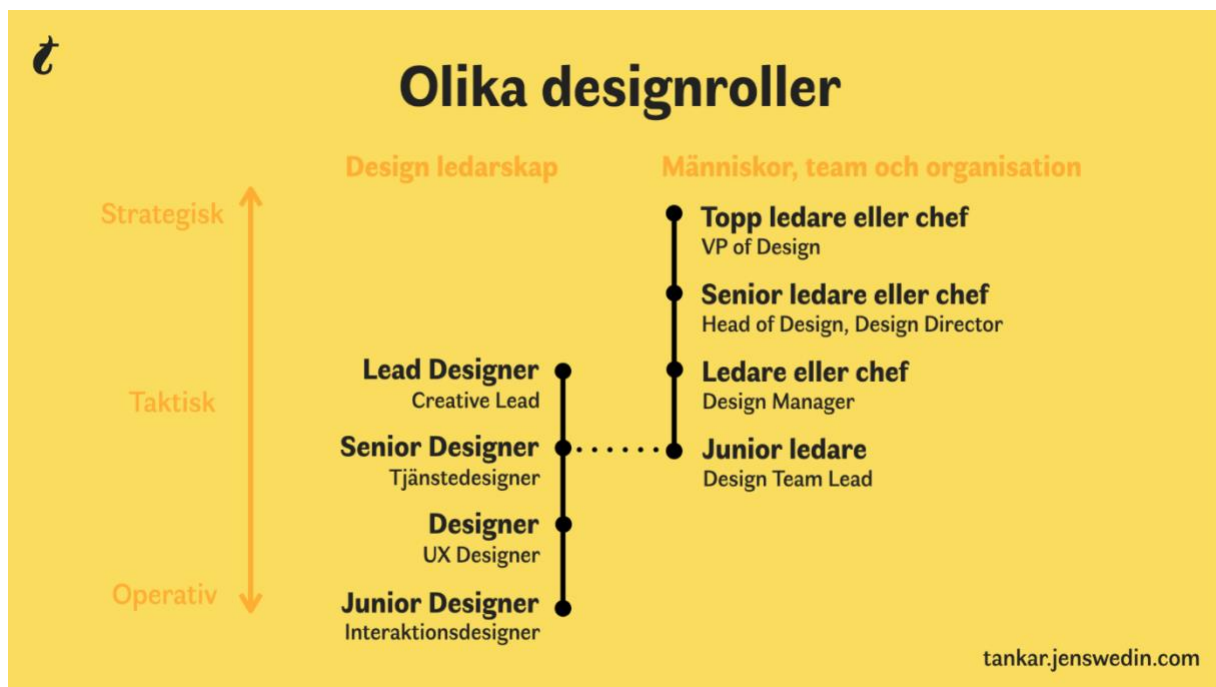 t
Olika designroller
Design ledarskap
Människor, team och organisation
Strategisk
Taktisk
Operativ
Lead Designer
Creative Lead
Senior Designer
Tjänstedesigner
Designer
UX Designer
Junior Designer
Interaktionsdesigner
Topp ledare eller chef
VP of Design
Senior ledare eller chef
Head of Design, Design Director
Ledare eller chef
Design Manager
Junior ledare
Design Team Lead
tankar.jenswedin.com